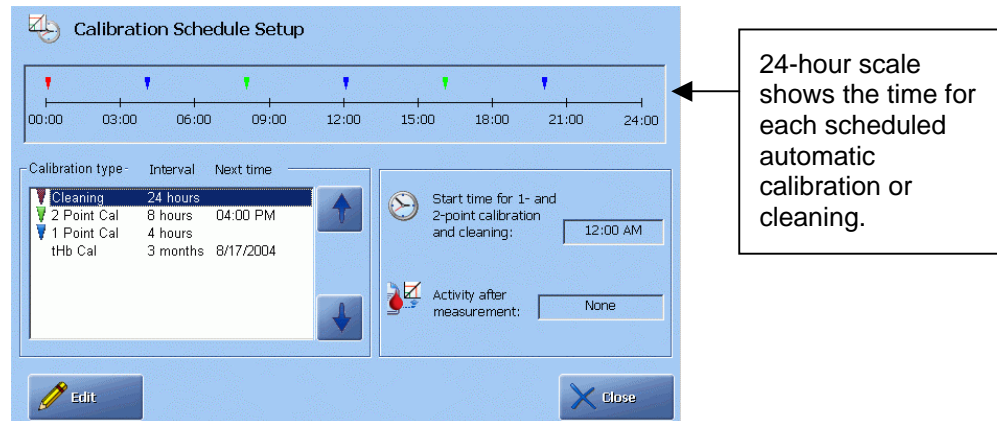 Calibration Schedule Setup
00:00 03:00 06:00 09:00 12:00 15:00 18:00 21:00 24:00
Calibration type Interval Next time
Cleaning 24 hours
2 Point Cal 8 hours 04:00 PM
1 Point Cal 4 hours
tHb Cal 3 months 8/17/2004
Start time for 1- and
2-point calibration
and cleaning: 12:00 AM
Activity after
measurement: None
Edit
Close
24-hour scale
shows the time for
each scheduled
automatic
calibration or
cleaning.